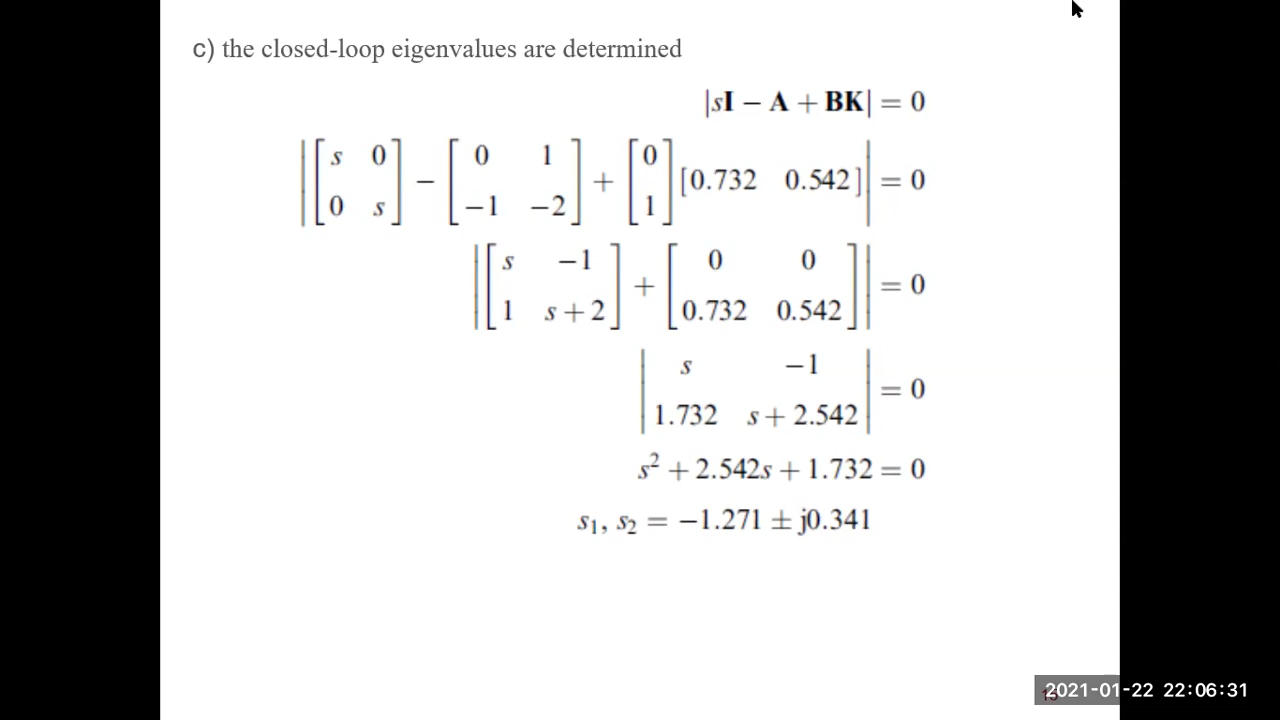 c) the closed-loop eigenvalues are determined
|sI − A + BK| = 0
|[s 0; 0 s] − [0 1; −1 −2] + [0; 1][0.732 0.542]| = 0
|[s −1; 1 s + 2] + [0 0; 0.732 0.542]| = 0
|s −1; 1.732 s + 2.542| = 0
s² + 2.542s + 1.732 = 0
s₁, s₂ = −1.271 ± j0.341
2021-01-22 22:06:31